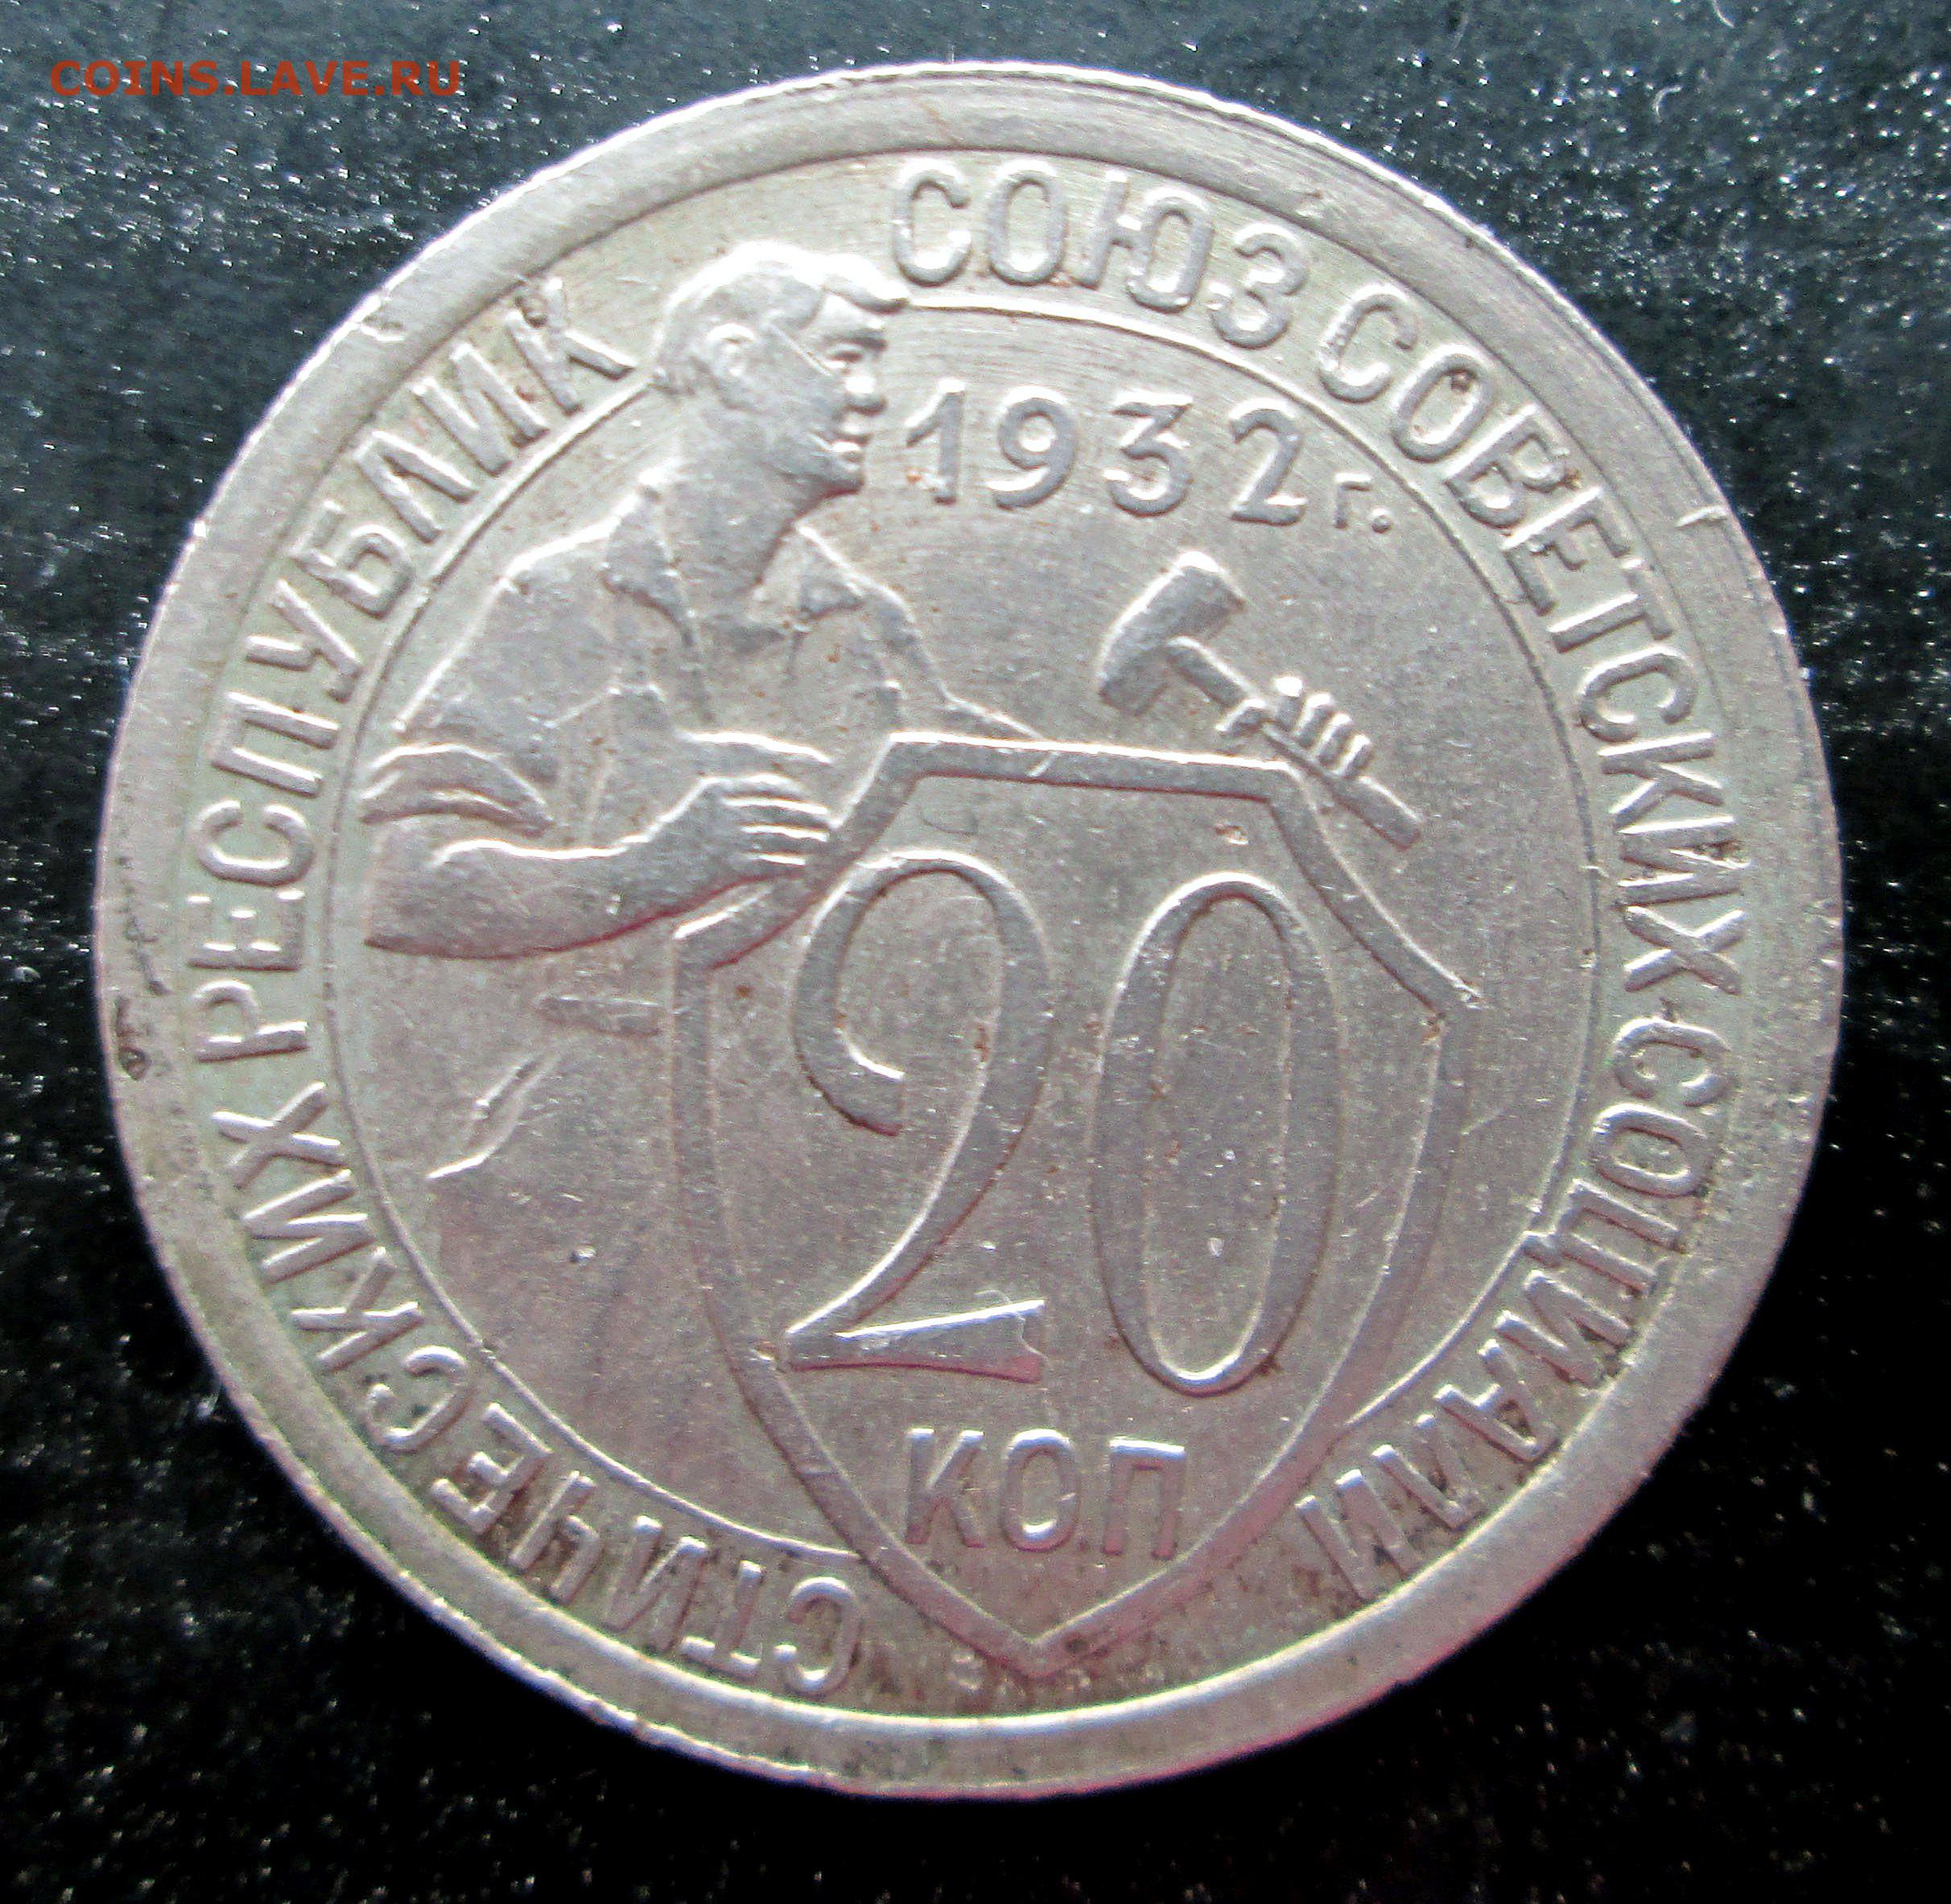 COINS.LAVE.RU
СОЮЗ СОВЕТСКИХ СОЦИАЛИСТИЧЕСКИХ РЕСПУБЛИК
1932 г.
20
КОП